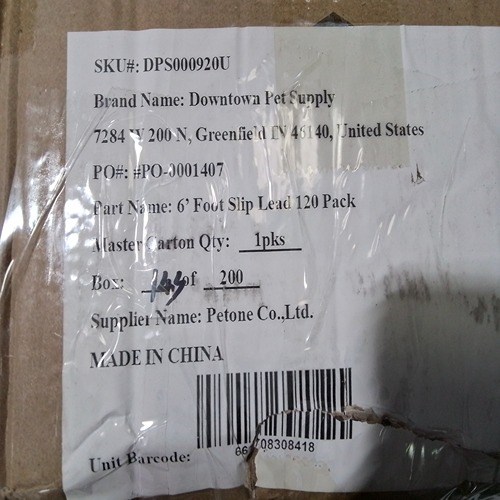 SKU#: DPS000920U
Brand Name: Downtown Pet Supply
7284 W 200 N, Greenfield IN 46140, United States
PO#: #PO-0001407
Part Name: 6' Foot Slip Lead 120 Pack
Master Carton Qty: 1pks
Box: of 200
Supplier Name: Petone Co.,Ltd.
MADE IN CHINA
08308418
Unit Barcode: